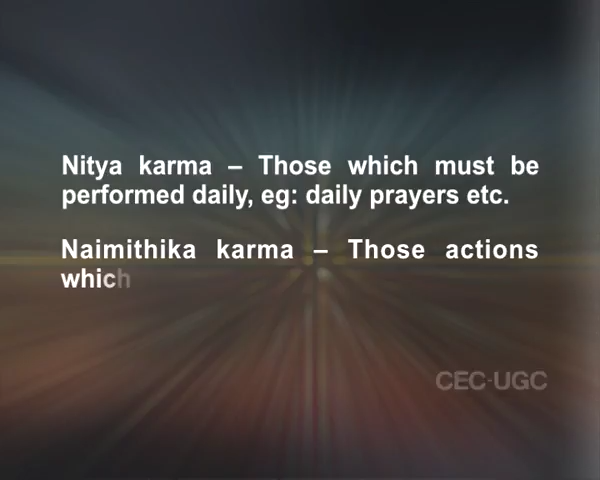 Nitya karma – Those which must be
performed daily, eg: daily prayers etc.
Naimithika karma – Those actions
which
CEC-UGC